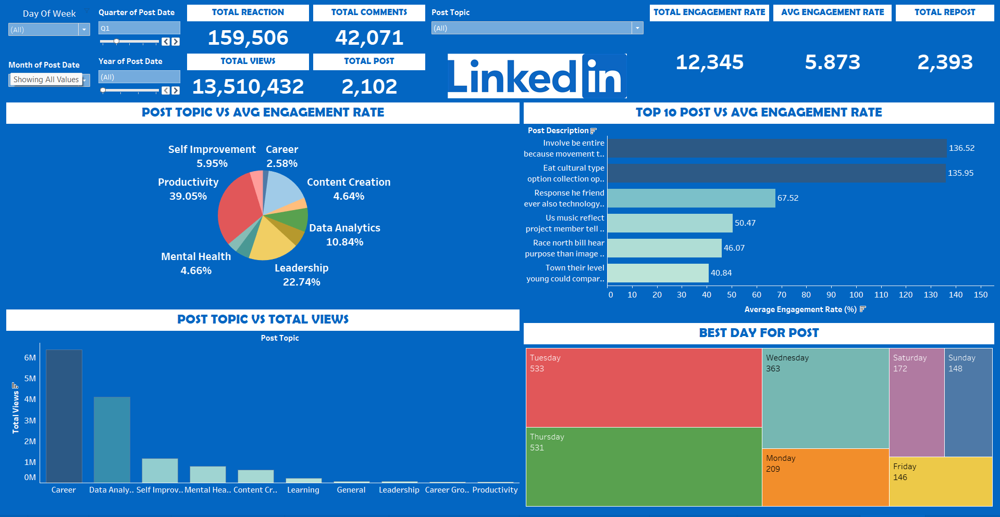 Day Of Week
(All)
Quarter of Post Date
Q1
Month of Post Date
Showing All Values
Year of Post Date
(All)
TOTAL REACTION
159,506
TOTAL COMMENTS
42,071
TOTAL VIEWS
13,510,432
TOTAL POST
2,102
Post Topic
(All)
Linkedin
TOTAL ENGAGEMENT RATE
12,345
AVG ENGAGEMENT RATE
5.873
TOTAL REPOST
2,393
POST TOPIC VS AVG ENGAGEMENT RATE
Self Improvement
5.95%
Career
2.58%
Productivity
39.05%
Content Creation
4.64%
Data Analytics
10.84%
Mental Health
4.66%
Leadership
22.74%
TOP 10 POST VS AVG ENGAGEMENT RATE
Post Description
Involve be entire
because movement t..
136.52
Eat cultural type
option collection op..
135.95
Response he friend
ever also technology..
67.52
Us music reflect
project member tell ..
50.47
Race north bill hear
purpose than image ..
46.07
Town their level
young could compar..
40.84
0 10 20 30 40 50 60 70 80 90 100 110 120 130 140 150
Average Engagement Rate (%)
POST TOPIC VS TOTAL VIEWS
Post Topic
Total Views
6M
5M
4M
3M
2M
1M
0M
Career Data Analy.. Self Improv.. Mental Hea.. Content Cr.. Learning General Leadership Career Gro.. Productivity
BEST DAY FOR POST
Tuesday
533
Thursday
531
Wednesday
363
Monday
209
Saturday
172
Sunday
148
Friday
146